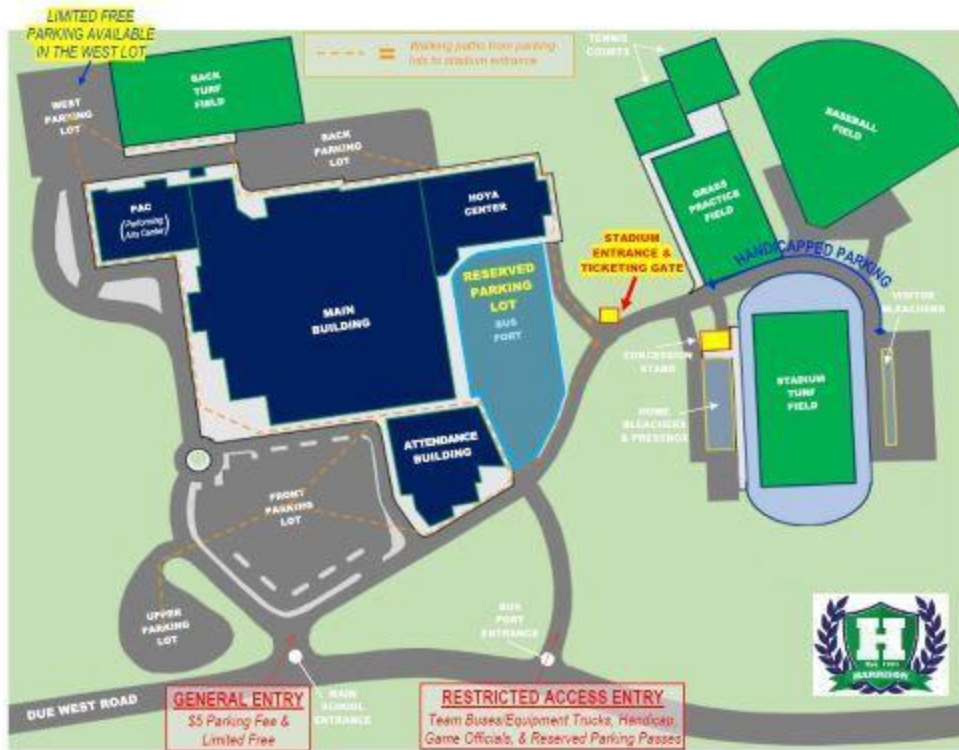 LIMITED FREE
PARKING AVAILABLE
IN THE WEST LOT
Walking paths from parking
lots to stadium entrance
=
TENNIS
COURTS
BACK
TURF
FIELD
WEST
PARKING
LOT
BACK
PARKING
LOT
BASEBALL
FIELD
GRASS
PRACTICE
FIELD
PAC
(Performing
Arts Center)
HOYA
CENTER
STADIUM
ENTRANCE &
TICKETING GATE
HANDICAPPED PARKING
RESERVED
PARKING
LOT
BUS
PORT
VISITOR
BLEACHERS
MAIN
BUILDING
CONCESSION
STAND
STADIUM
TURF
FIELD
HOME
BLEACHERS
& PRESSBOX
ATTENDANCE
BUILDING
FRONT
PARKING
LOT
UPPER
PARKING
LOT
BUS
PORT
ENTRANCE
H
Est. 1991
HARRISON
MAIN
SCHOOL
ENTRANCE
DUE WEST ROAD
GENERAL ENTRY
$5 Parking Fee &
Limited Free
RESTRICTED ACCESS ENTRY
Team Buses/Equipment Trucks, Handicap,
Game Officials, & Reserved Parking Passes